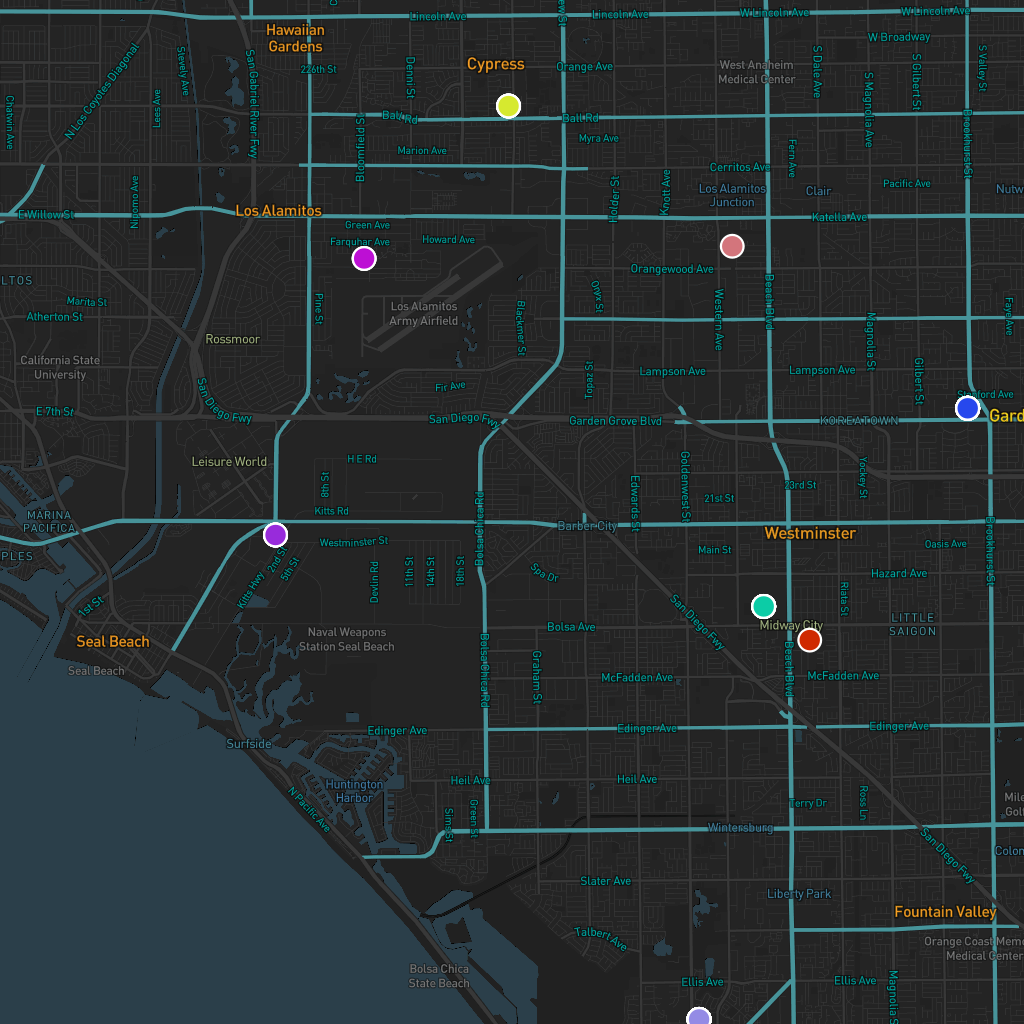 Lincoln Ave
Lincoln Ave
W Lincoln Ave
W Lincoln Ave
Hawaiian
Gardens
W Broadway
N Los Coyotes Diagonal
Stevely Ave
San Gabriel River Fwy
226th St
Denni St
Cypress
Orange Ave
West Anaheim
Medical Center
S Dale Ave
S Magnolia Ave
S Gilbert St
S Valley St
Chatwin Ave
Lees Ave
Ball Rd
Ball Rd
Bloomfield St
Marion Ave
Myra Ave
Fern Ave
Brookhurst St
Cerritos Ave
Nipomo Ave
Holder St
Knott Ave
Los Alamitos
Junction
Clair
Pacific Ave
Nutw
E Willow St
Los Alamitos
Katella Ave
Green Ave
Farquhar Ave
Howard Ave
Orangewood Ave
LTOS
Marita St
Atherton St
Pine St
Los Alamitos
Army Airfield
Blackmer St
Onyx St
Western Ave
Beach Blvd
Magnolia St
Faye Ave
Rossmoor
California State
University
San Diego Fwy
Fir Ave
Topaz St
Lampson Ave
Lampson Ave
Gilbert St
Stanford Ave
E 7th St
San Diego Fwy
Garden Grove Blvd
KOREATOWN
Gard
Leisure World
H E Rd
8th St
Kitts Rd
Bolsa Chica Rd
Edwards St
Goldenwest St
21st St
23rd St
Yockey St
MARINA
PACIFICA
Barber City
Westminster
Brookhurst St
PLES
Westminster St
2nd St
5th St
Kitts Hwy
Devlin Rd
11th St
14th St
18th St
Spa Dr
Main St
Oasis Ave
Hazard Ave
1st St
San Diego Fwy
Riata St
LITTLE
SAIGON
Seal Beach
Seal Beach
Naval Weapons
Station Seal Beach
Bolsa Ave
Midway City
Bolsa Chica Rd
Graham St
McFadden Ave
Beach Blvd
McFadden Ave
Surfside
Edinger Ave
Edinger Ave
Edinger Ave
Huntington
Harbor
N Pacific Ave
Heil Ave
Heil Ave
Sims St
Green St
Terry Dr
Ross Ln
Mile
Golf
Wintersburg
San Diego Fwy
Colon
Slater Ave
Liberty Park
Fountain Valley
Talbert Ave
Orange Coast Memo
Medical Center
Bolsa Chica
State Beach
Ellis Ave
Ellis Ave
Magnolia S